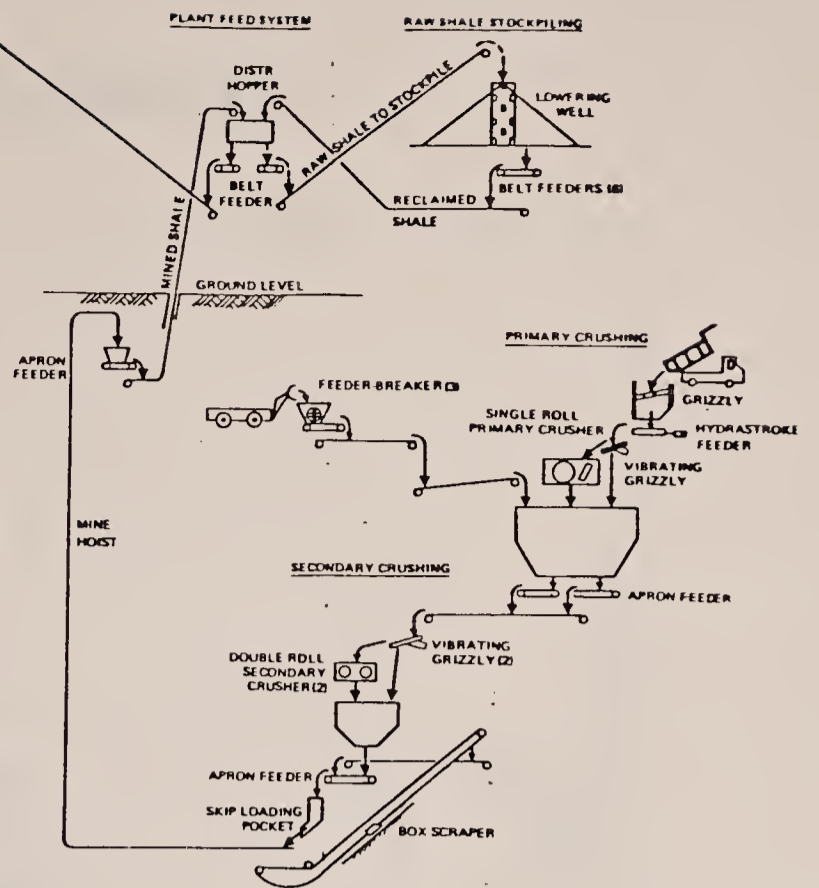 PLANT FEED SYSTEM
RAW SHALE STOCKPILING
DISTR
HOPPER
LOWERING
WELL
RAW SHALE TO STOCKPILE
BELT
FEEDER
BELT FEEDERS (6)
RECLAIMED
SHALE
MINED SHALE
GROUND LEVEL
APRON
FEEDER
PRIMARY CRUSHING
FEEDER-BREAKER (3)
GRIZZLY
SINGLE ROLL
PRIMARY CRUSHER
HYDRASTROKE
FEEDER
VIBRATING
GRIZZLY
MINE
HOIST
SECONDARY CRUSHING
APRON FEEDER
VIBRATING
GRIZZLY (2)
DOUBLE ROLL
SECONDARY
CRUSHER (2)
APRON FEEDER
SKIP LOADING
POCKET
BOX SCRAPER